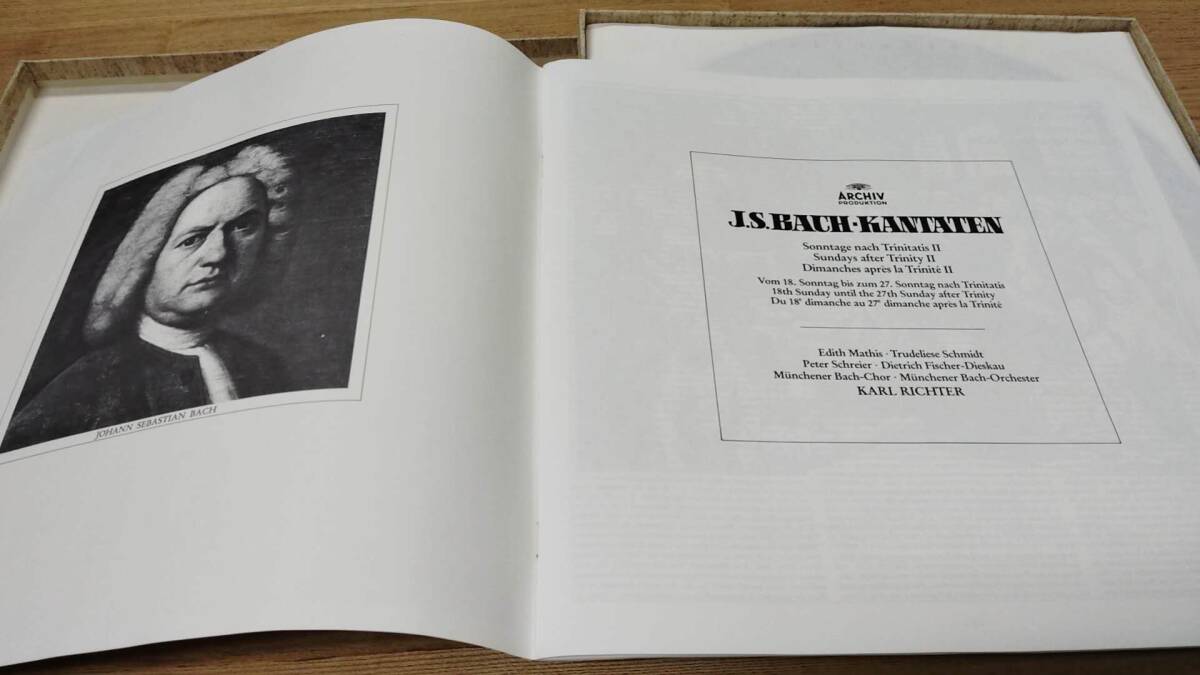 JOHANN SEBASTIAN BACH
ARCHIV
PRODUKTION
J.S.BACH·KANTATEN
Sonntage nach Trinitatis II
Sundays after Trinity II
Dimanches après la Trinité II
Vom 18. Sonntag bis zum 27. Sonntag nach Trinitatis
18th Sunday until the 27th Sunday after Trinity
Du 18e dimanche au 27e dimanche après la Trinité
Edith Mathis · Trudeliese Schmidt
Peter Schreier · Dietrich Fischer-Dieskau
Münchener Bach-Chor · Münchener Bach-Orchester
KARL RICHTER